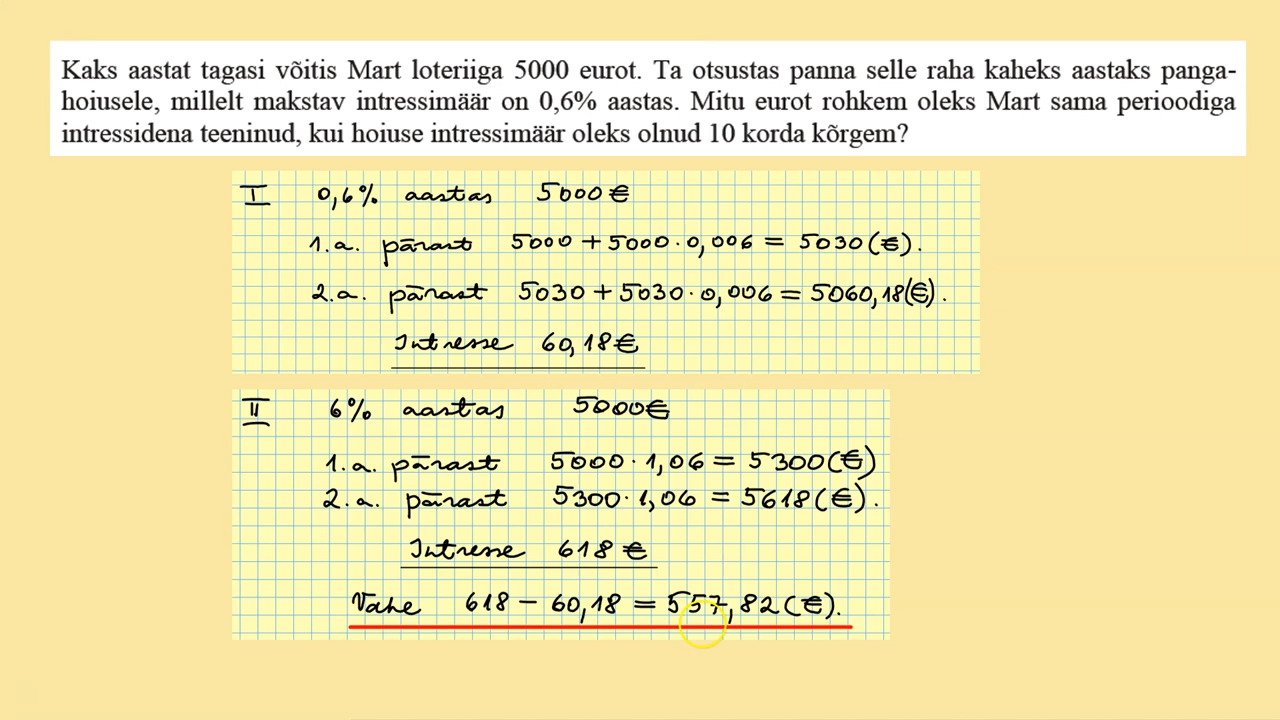 Kaks aastat tagasi võitis Mart loteriiga 5000 eurot. Ta otsustas panna selle raha kaheks aastaks panga-
hoiusele, millelt makstav intressimäär on 0,6% aastas. Mitu eurot rohkem oleks Mart sama perioodiga
intressidena teeninud, kui hoiuse intressimäär oleks olnud 10 korda kõrgem?
I 0,6% aastas 5000€
1.a. pärast 5000 + 5000 · 0,006 = 5030 (€).
2.a. pärast 5030 + 5030 · 0,006 = 5060,18 (€).
Intresse 60,18€
II 6% aastas 5000€
1.a. pärast 5000 · 1,06 = 5300 (€)
2.a. pärast 5300 · 1,06 = 5618 (€).
Intresse 618 €
Vahe 618 − 60,18 = 557,82 (€).